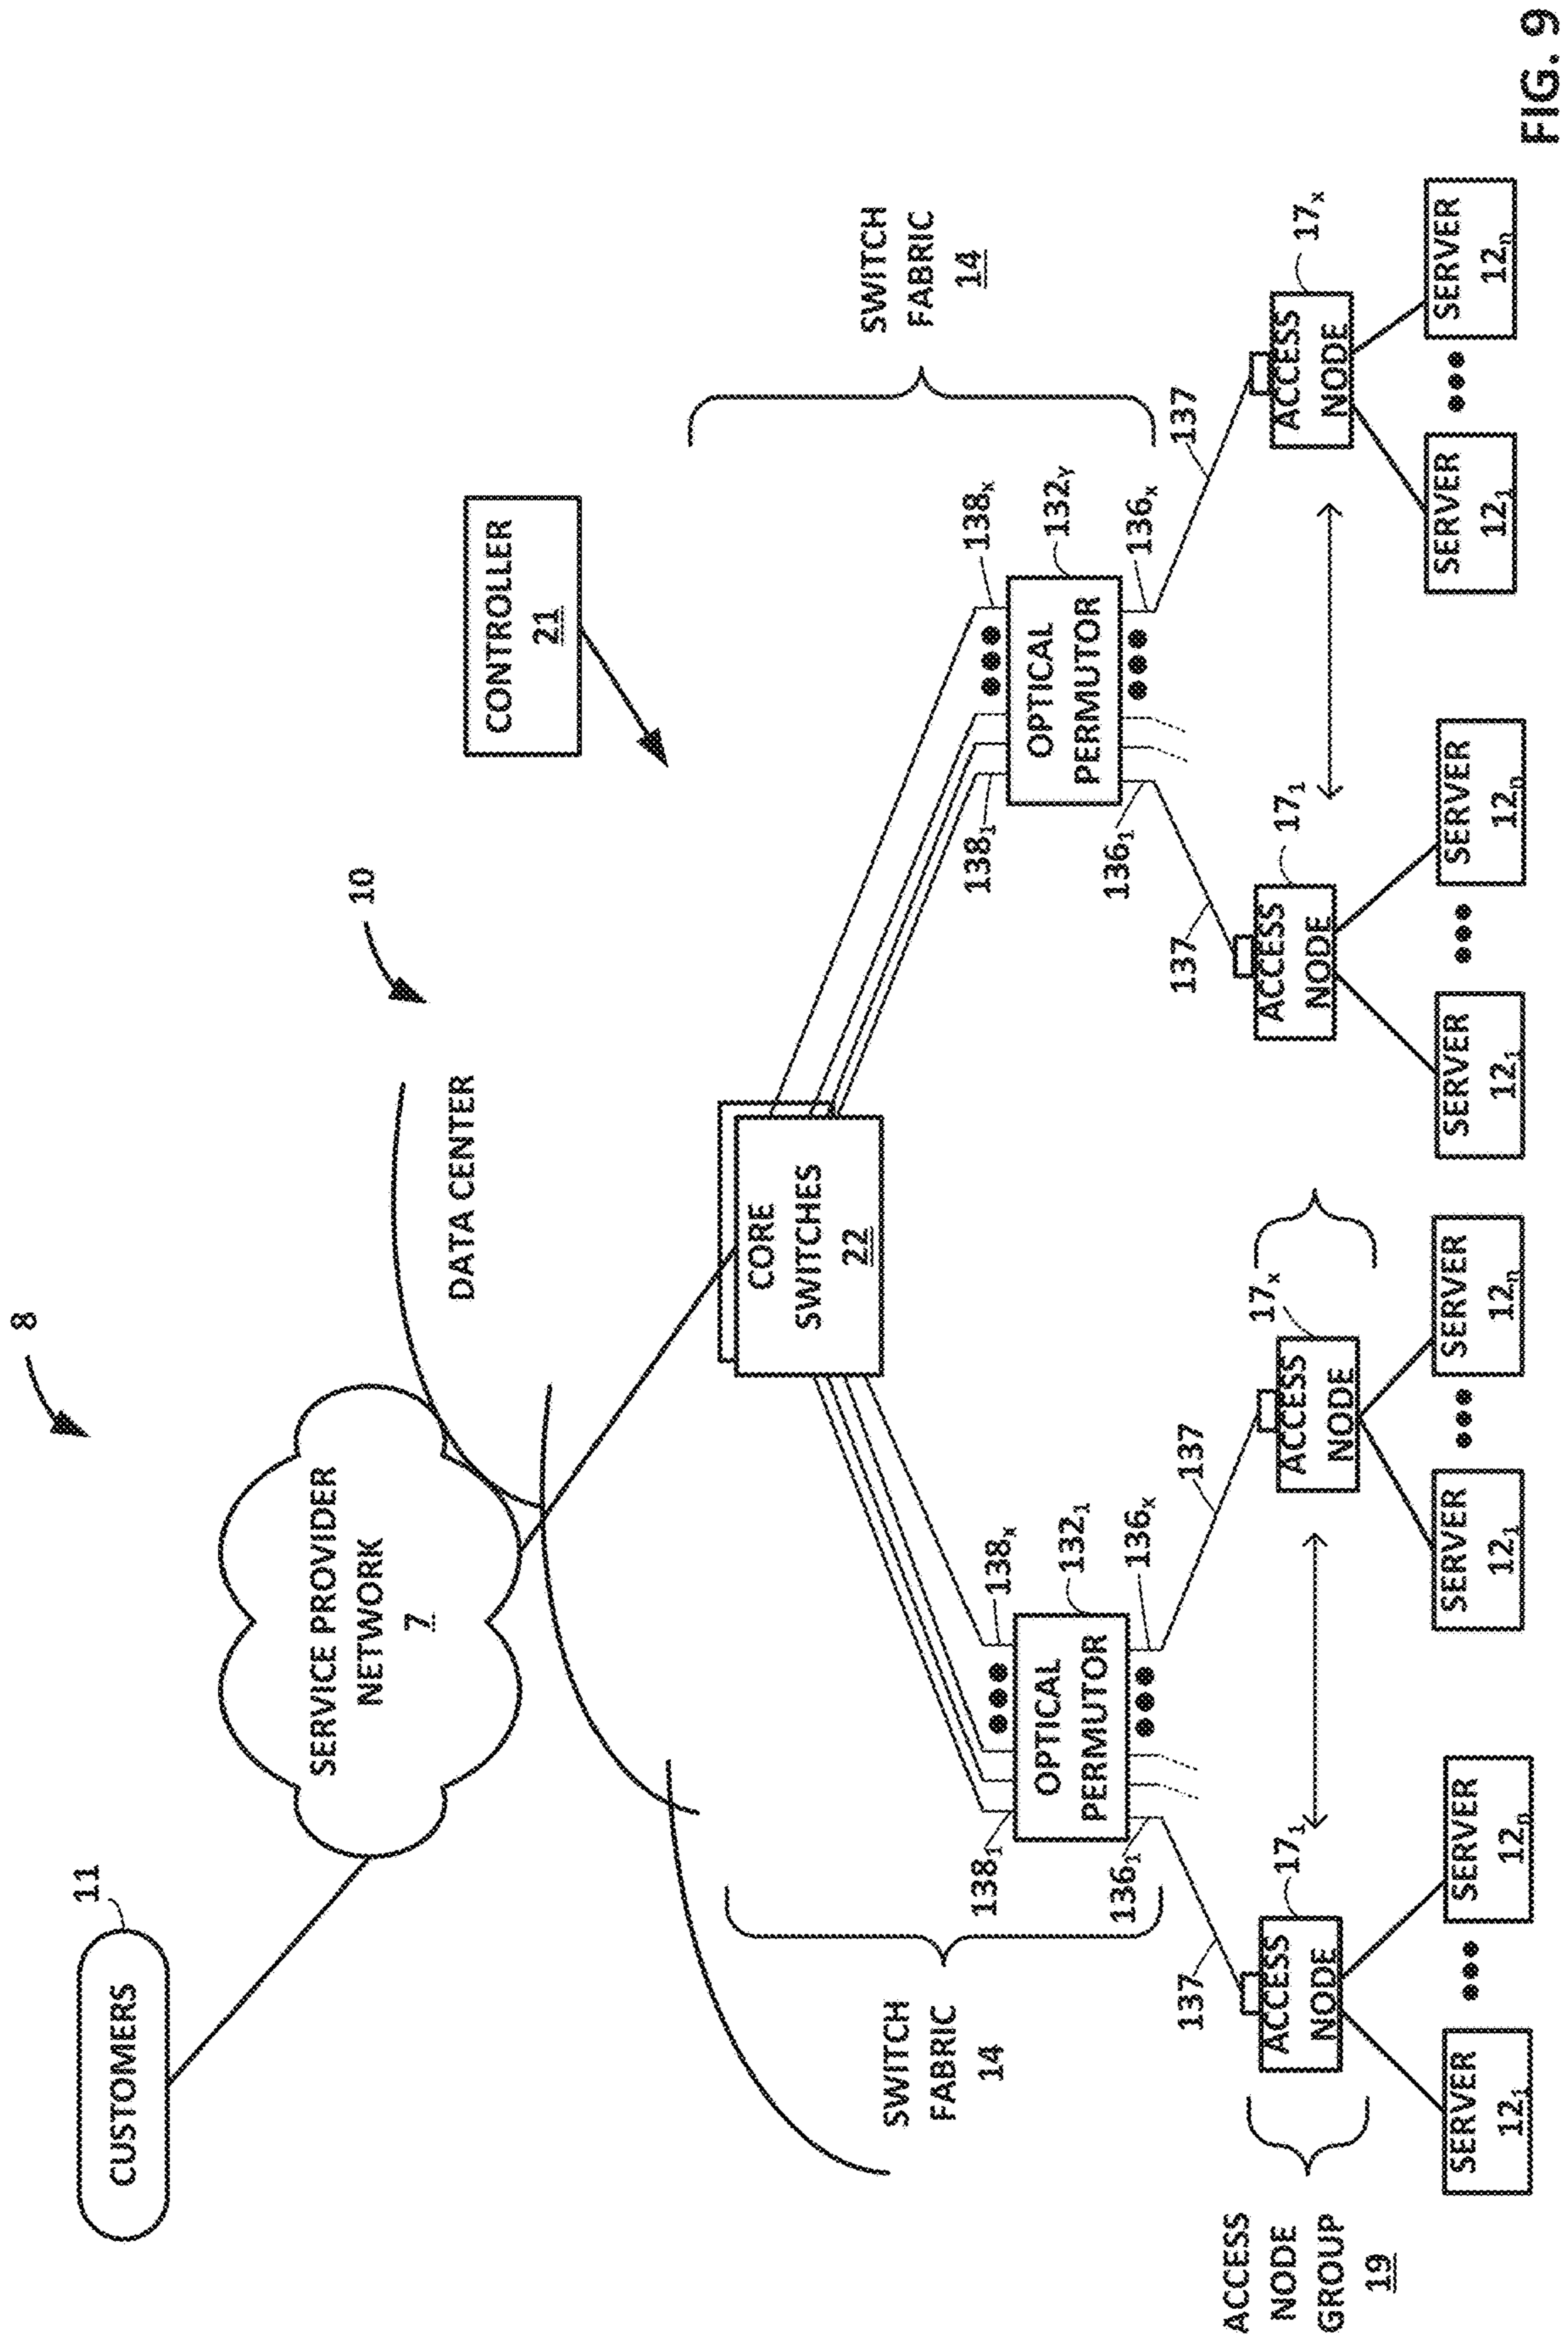 8
CUSTOMERS
11
SERVICE PROVIDER
NETWORK
7
10
DATA CENTER
CONTROLLER
21
CORE
SWITCHES
22
SWITCH
FABRIC
14
SWITCH
FABRIC
14
138₁
138ₓ
OPTICAL
PERMUTOR
132₁
136₁
136ₓ
138₁
138ₓ
OPTICAL
PERMUTOR
132Y
136₁
136ₓ
137
137
137
137
ACCESS
NODE
GROUP
19
ACCESS
NODE
17₁
ACCESS
NODE
17ₓ
ACCESS
NODE
17₁
ACCESS
NODE
17ₓ
SERVER
12₁
SERVER
12ₙ
SERVER
12₁
SERVER
12ₙ
SERVER
12₁
SERVER
12ₙ
SERVER
12₁
SERVER
12ₙ
FIG. 9